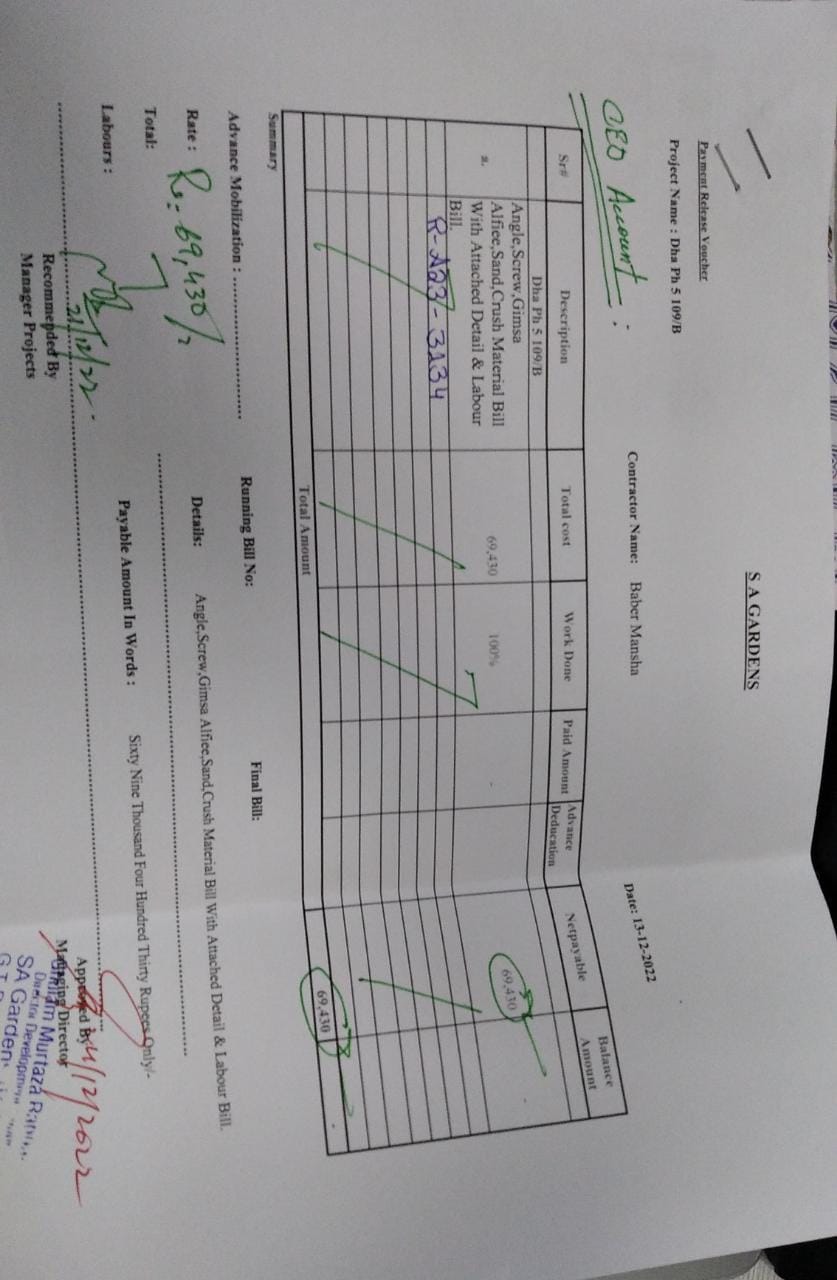 S A GARDENS
Payment Release Voucher
Project Name : Dha Ph 5 109/B
Contractor Name: Baber Mansha
Date: 13-12-2022
CEO Account :
Sr# Description Total cost Work Done Paid Amount Advance Deducation Netpayable Balance Amount
Dha Ph 5 109/B
a. Angle,Screw,Gimsa Alfiee,Sand,Crush Material Bill With Attached Detail & Labour Bill. 69,430 100% - 69,430 -
R-A23-3134
Total Amount 69,430 -
Summary
Advance Mobilization : Running Bill No: Final Bill:
Rate : Rs:- 69,430/= Details: Angle,Screw,Gimsa Alfiee,Sand,Crush Material Bill With Attached Detail & Labour Bill.
Total:
Labours : Payable Amount In Words : Sixty Nine Thousand Four Hundred Thirty Rupees Only/-
21/12/22.
Recommended By
Manager Projects
Approved By
21/12/2022
Managing Director
Ghulam Murtaza
Director Development
SA Gardens